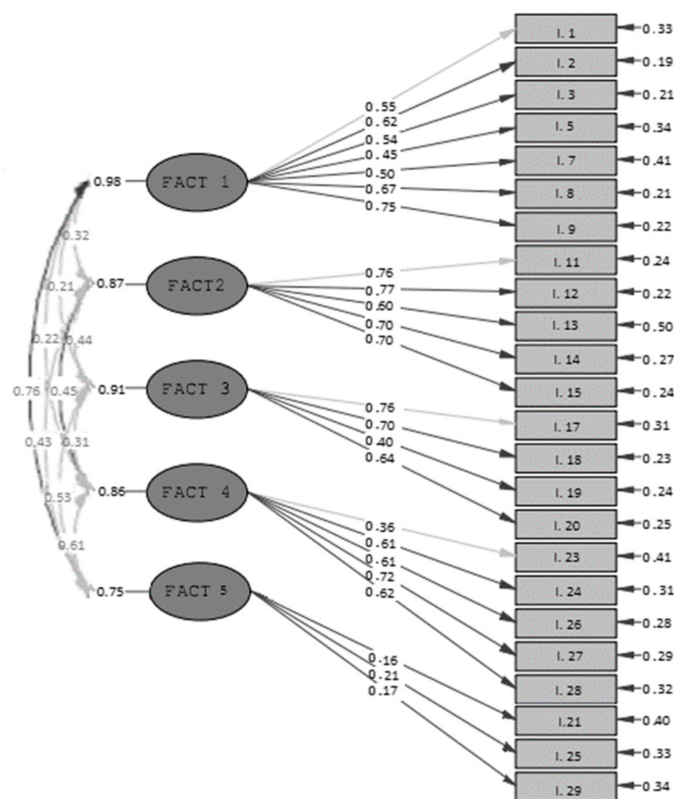 I. 1
0.33
I. 2
0.19
I. 3
0.21
I. 5
0.34
I. 7
0.41
I. 8
0.21
I. 9
0.22
0.55
0.62
0.54
0.45
0.50
0.67
0.75
0.98
FACT 1
I. 11
0.24
I. 12
0.22
I. 13
0.50
I. 14
0.27
I. 15
0.24
0.76
0.77
0.60
0.70
0.70
0.87
FACT2
I. 17
0.31
I. 18
0.23
I. 19
0.24
I. 20
0.25
0.76
0.70
0.40
0.64
0.91
FACT 3
I. 23
0.41
I. 24
0.31
I. 26
0.28
I. 27
0.29
I. 28
0.32
0.36
0.61
0.61
0.72
0.62
0.86
FACT 4
I.21
0.40
I. 25
0.33
I. 29
0.34
0.16
0.21
0.17
0.75
FACT 5
0.32
0.21
0.22
0.44
0.76
0.45
0.43
0.31
0.53
0.61